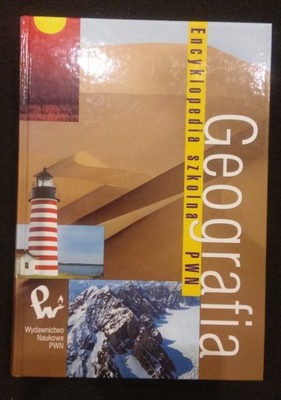 Encyklopedia szkolna PWN
Geografia
Wydawnictwo
Naukowe
PWN